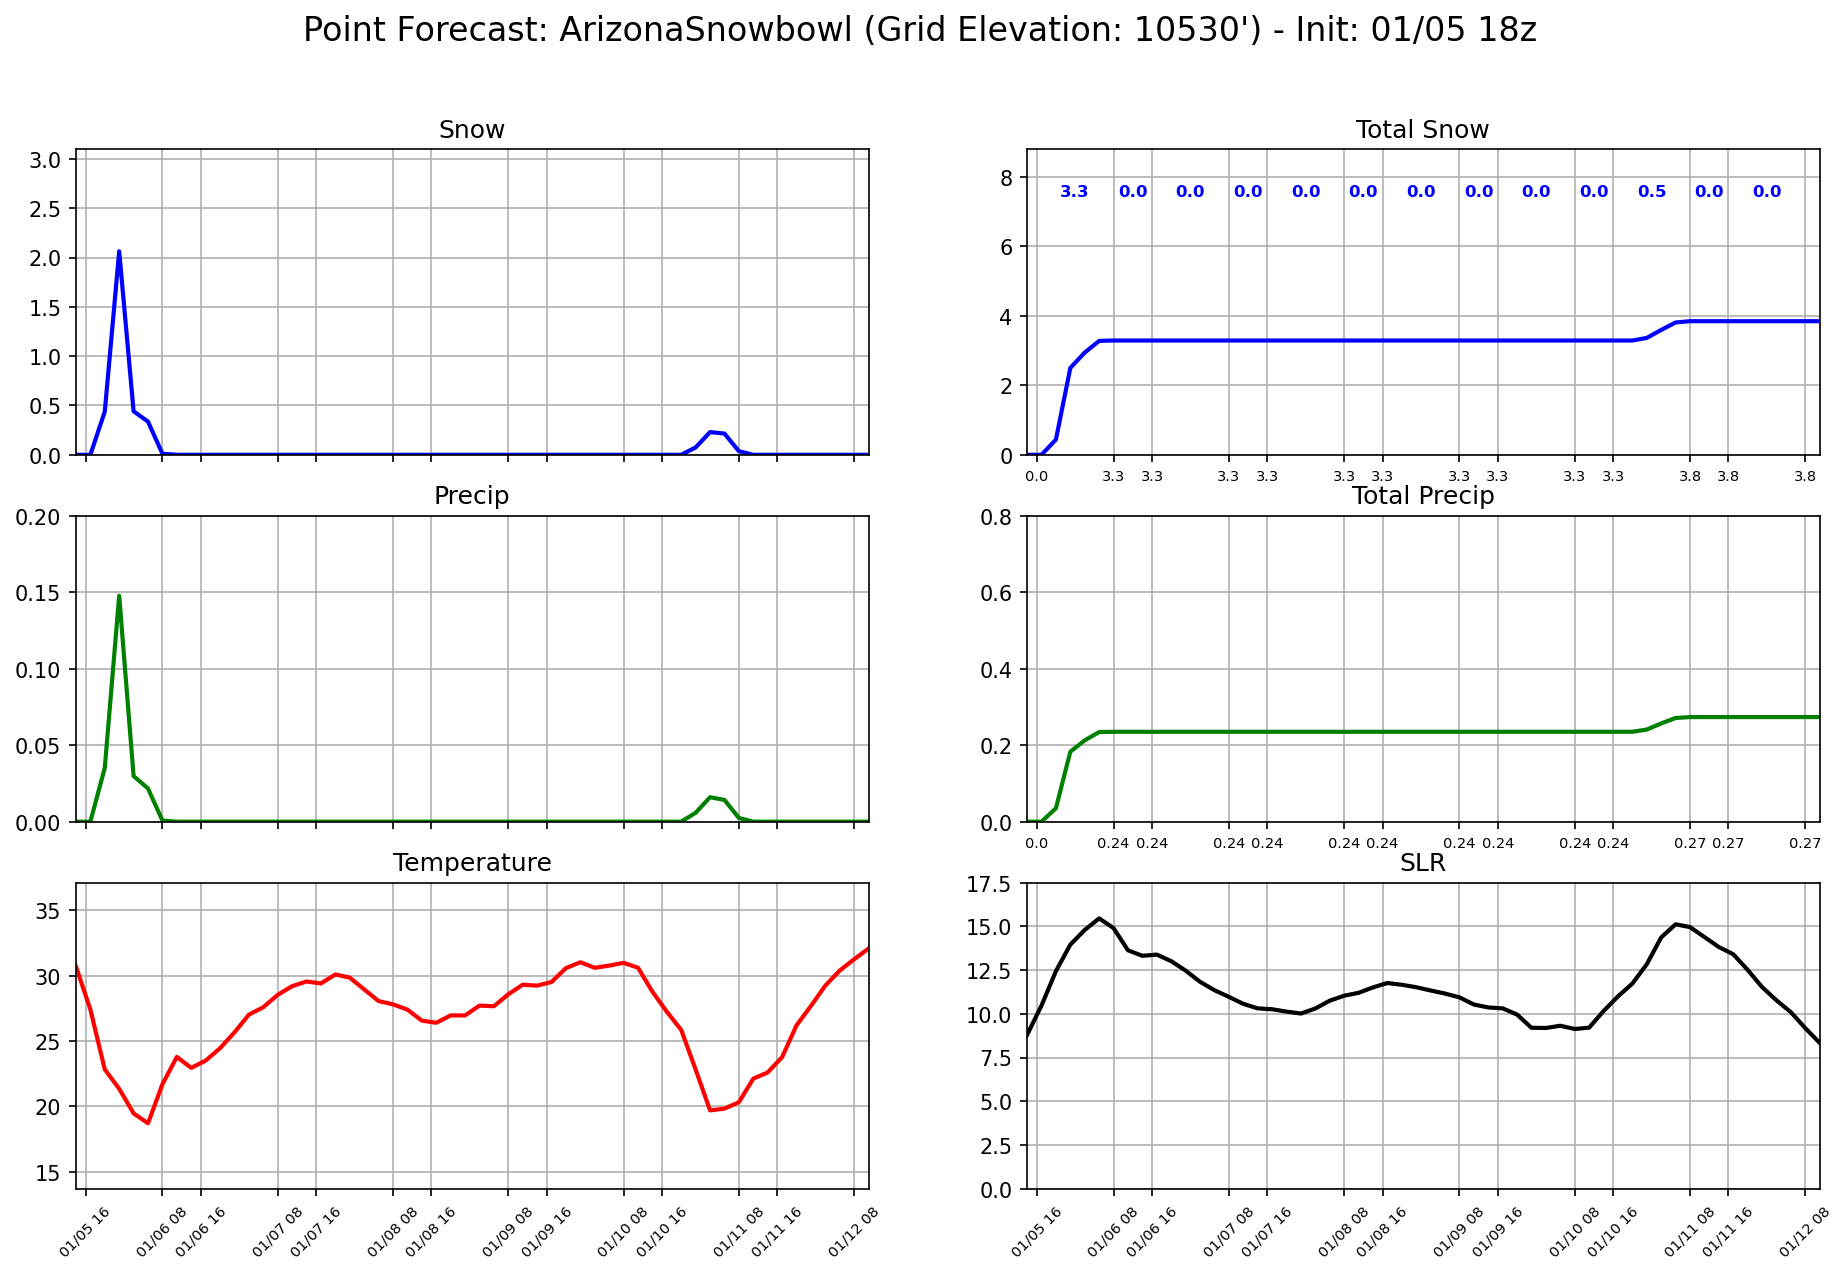 Point Forecast: ArizonaSnowbowl (Grid Elevation: 10530') - Init: 01/05 18z
Snow
3.0
2.5
2.0
1.5
1.0
0.5
0.0
Total Snow
8
6
4
2
0
3.3 0.0 0.0 0.0 0.0 0.0 0.0 0.0 0.0 0.0 0.5 0.0 0.0
0.0 3.3 3.3 3.3 3.3 3.3 3.3 3.3 3.3 3.3 3.3 3.8 3.8 3.8
Precip
0.20
0.15
0.10
0.05
0.00
Total Precip
0.8
0.6
0.4
0.2
0.0
0.0 0.24 0.24 0.24 0.24 0.24 0.24 0.24 0.24 0.24 0.24 0.27 0.27 0.27
Temperature
35
30
25
20
15
01/05 16 01/06 08 01/06 16 01/07 08 01/07 16 01/08 08 01/08 16 01/09 08 01/09 16 01/10 08 01/10 16 01/11 08 01/11 16 01/12 08
SLR
17.5
15.0
12.5
10.0
7.5
5.0
2.5
0.0
01/05 16 01/06 08 01/06 16 01/07 08 01/07 16 01/08 08 01/08 16 01/09 08 01/09 16 01/10 08 01/10 16 01/11 08 01/11 16 01/12 08